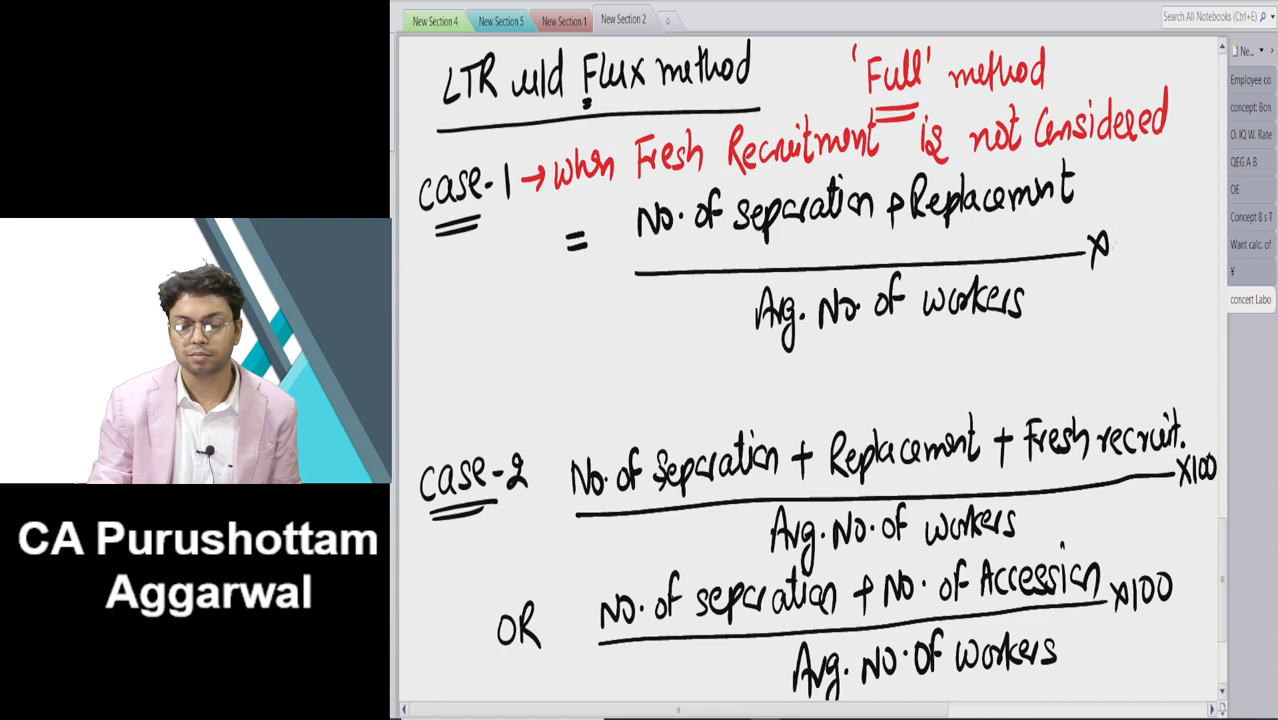 New Section 4 New Section 5 New Section 1 New Section 2
Search All Notebooks (Ctrl+E)
LTR u/d Flux method
'Full' method
case-1 → when Fresh Recruitment is not Considered
= No. of separation + Replacement ×
Avg. No. of workers
case-2 No. of Separation + Replacement + Fresh recruit. ×100
Avg. No. of workers
OR No. of separation + No. of Accession ×100
Avg. No. of workers
Ne...
Employee co
concept: Bon
O. IQ W. Rate
QEG A B
OE
Concept 8 s T
Want calc. of
¥
concert Labo
CA Purushottam
Aggarwal